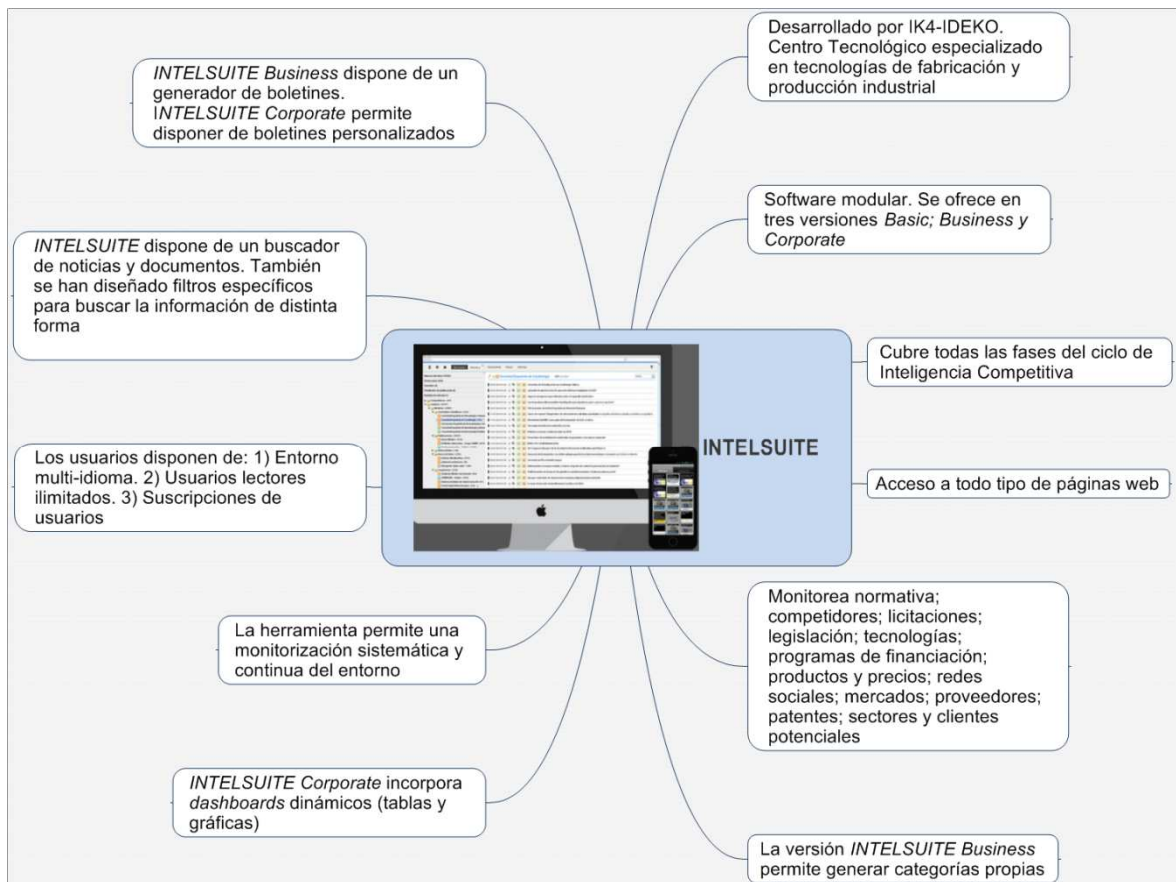 Desarrollado por IK4-IDEKO.
Centro Tecnológico especializado
en tecnologías de fabricación y
producción industrial
INTELSUITE Business dispone de un
generador de boletines.
INTELSUITE Corporate permite
disponer de boletines personalizados
Software modular. Se ofrece en
tres versiones Basic; Business y
Corporate
INTELSUITE dispone de un buscador
de noticias y documentos. También
se han diseñado filtros específicos
para buscar la información de distinta
forma
Cubre todas las fases del ciclo de
Inteligencia Competitiva
INTELSUITE
Los usuarios disponen de: 1) Entorno
multi-idioma. 2) Usuarios lectores
ilimitados. 3) Suscripciones de
usuarios
Acceso a todo tipo de páginas web
Monitorea normativa;
competidores; licitaciones;
legislación; tecnologías;
programas de financiación;
productos y precios; redes
sociales; mercados; proveedores;
patentes; sectores y clientes
potenciales
La herramienta permite una
monitorización sistemática y
continua del entorno
INTELSUITE Corporate incorpora
dashboards dinámicos (tablas y
gráficas)
La versión INTELSUITE Business
permite generar categorías propias